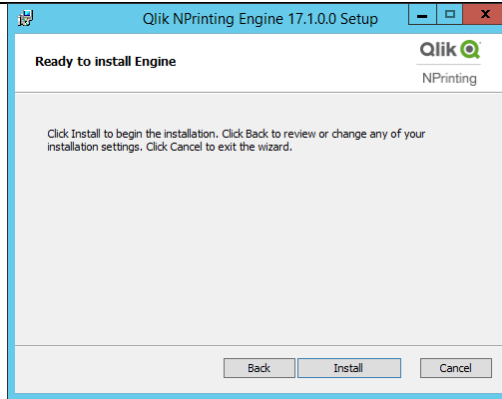 Qlik NPrinting Engine 17.1.0.0 Setup
Ready to install Engine
Qlik
NPrinting
Click Install to begin the installation. Click Back to review or change any of your
installation settings. Click Cancel to exit the wizard.
Back Install Cancel